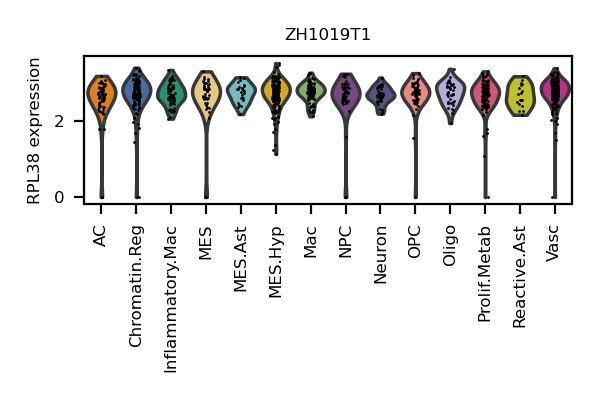 ZH1019T1
RPL38 expression
2
0
AC
Chromatin.Reg
Inflammatory.Mac
MES
MES.Ast
MES.Hyp
Mac
NPC
Neuron
OPC
Oligo
Prolif.Metab
Reactive.Ast
Vasc